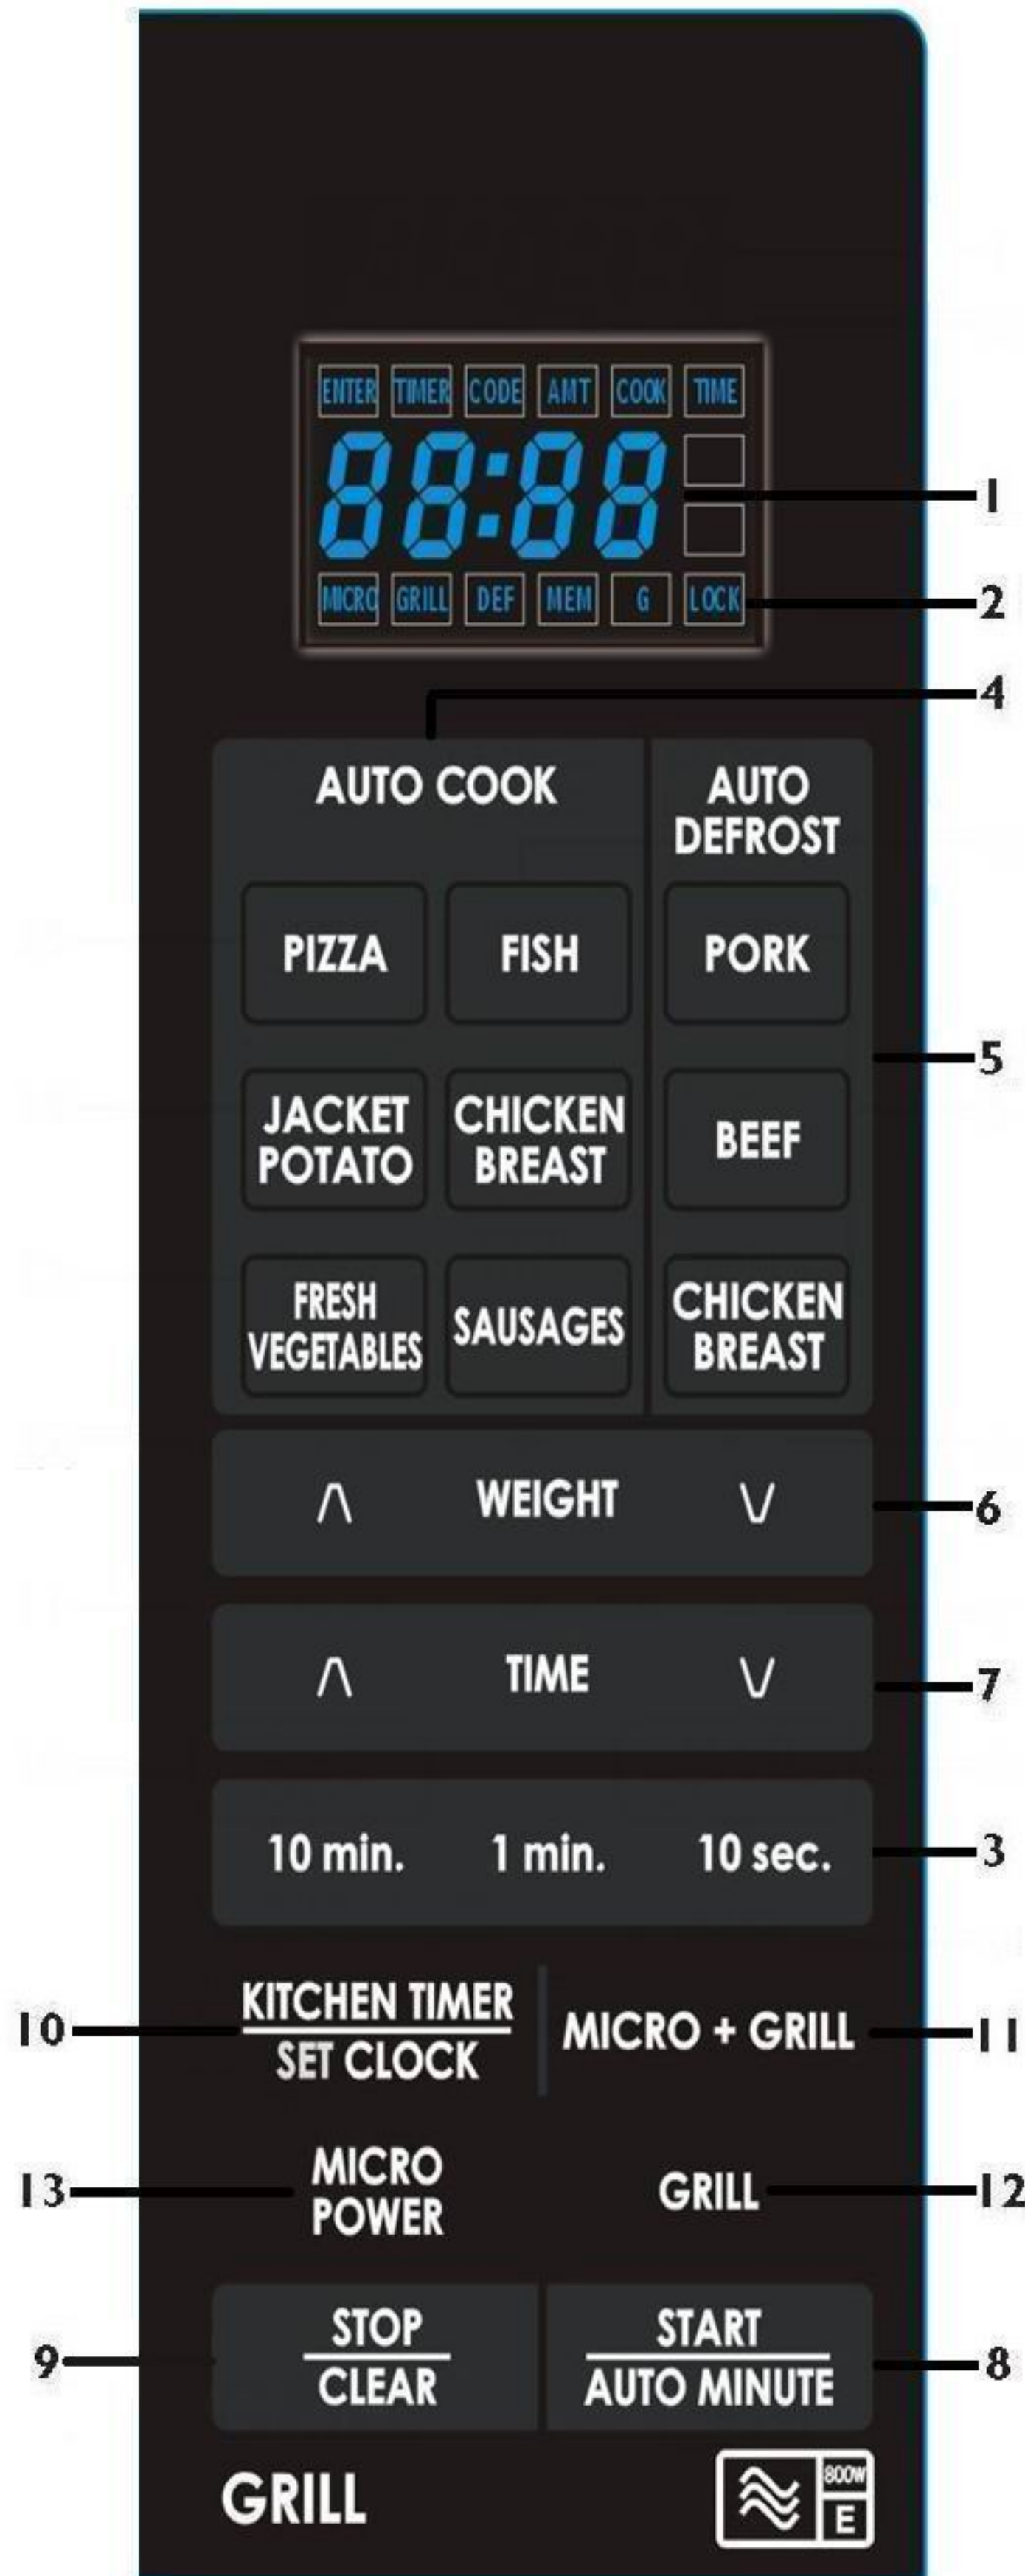 ENTER TIMER CODE AMT COOK TIME
88:88
1
MICRO GRILL DEF MEM G LOCK
2
4
AUTO COOK
AUTO
DEFROST
PIZZA FISH PORK
5
JACKET
POTATO
CHICKEN
BREAST
BEEF
FRESH
VEGETABLES
SAUSAGES
CHICKEN
BREAST
WEIGHT
6
TIME
7
10 min. 1 min. 10 sec.
3
10
KITCHEN TIMER
SET CLOCK
MICRO + GRILL
11
13
MICRO
POWER
GRILL
12
9
STOP
CLEAR
START
AUTO MINUTE
8
GRILL
800W
E